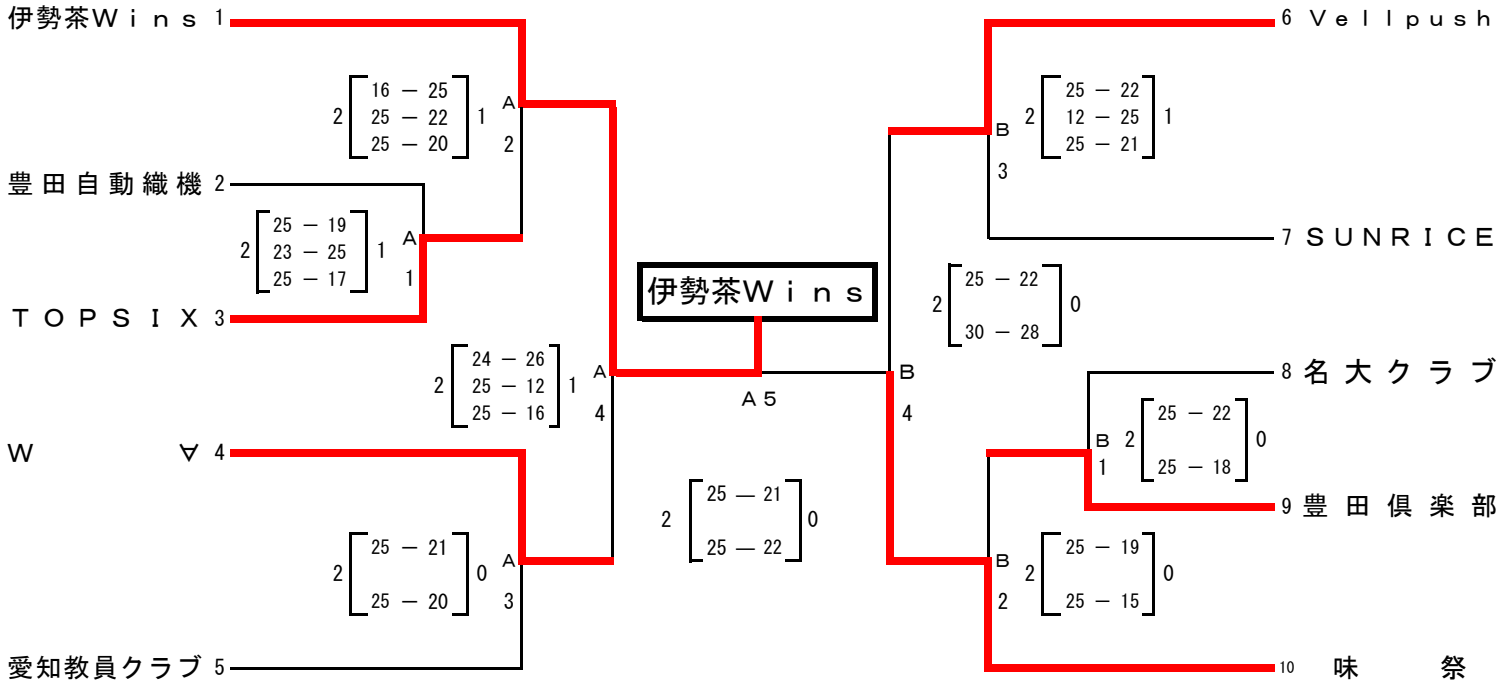 伊勢茶Wins 1
6 Vellpush
16 — 25
2 25 — 22 1
25 — 20
A
2
25 — 22
2 12 — 25 1
25 — 21
B
3
豊田自動織機 2
25 — 19
2 23 — 25 1
25 — 17
A
1
7 SUNRICE
TOPSIX 3
伊勢茶Wins
25 — 22
2 0
30 — 28
24 — 26
2 25 — 12 1
25 — 16
A
4
A5
B
4
8 名大クラブ
25 — 22
B 2 0
1
25 — 18
W ∀ 4
25 — 21
2 0
25 — 22
9 豊田倶楽部
25 — 21
2 0
25 — 20
A
3
25 — 19
B 2 0
2
25 — 15
愛知教員クラブ 5
10 味祭